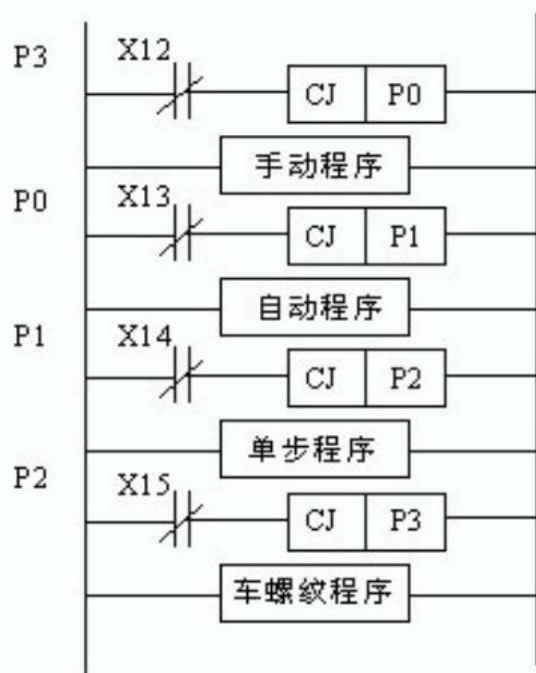 P3
X12
CJ P0
手动程序
P0
X13
CJ P1
自动程序
P1
X14
CJ P2
单步程序
P2
X15
CJ P3
车螺纹程序